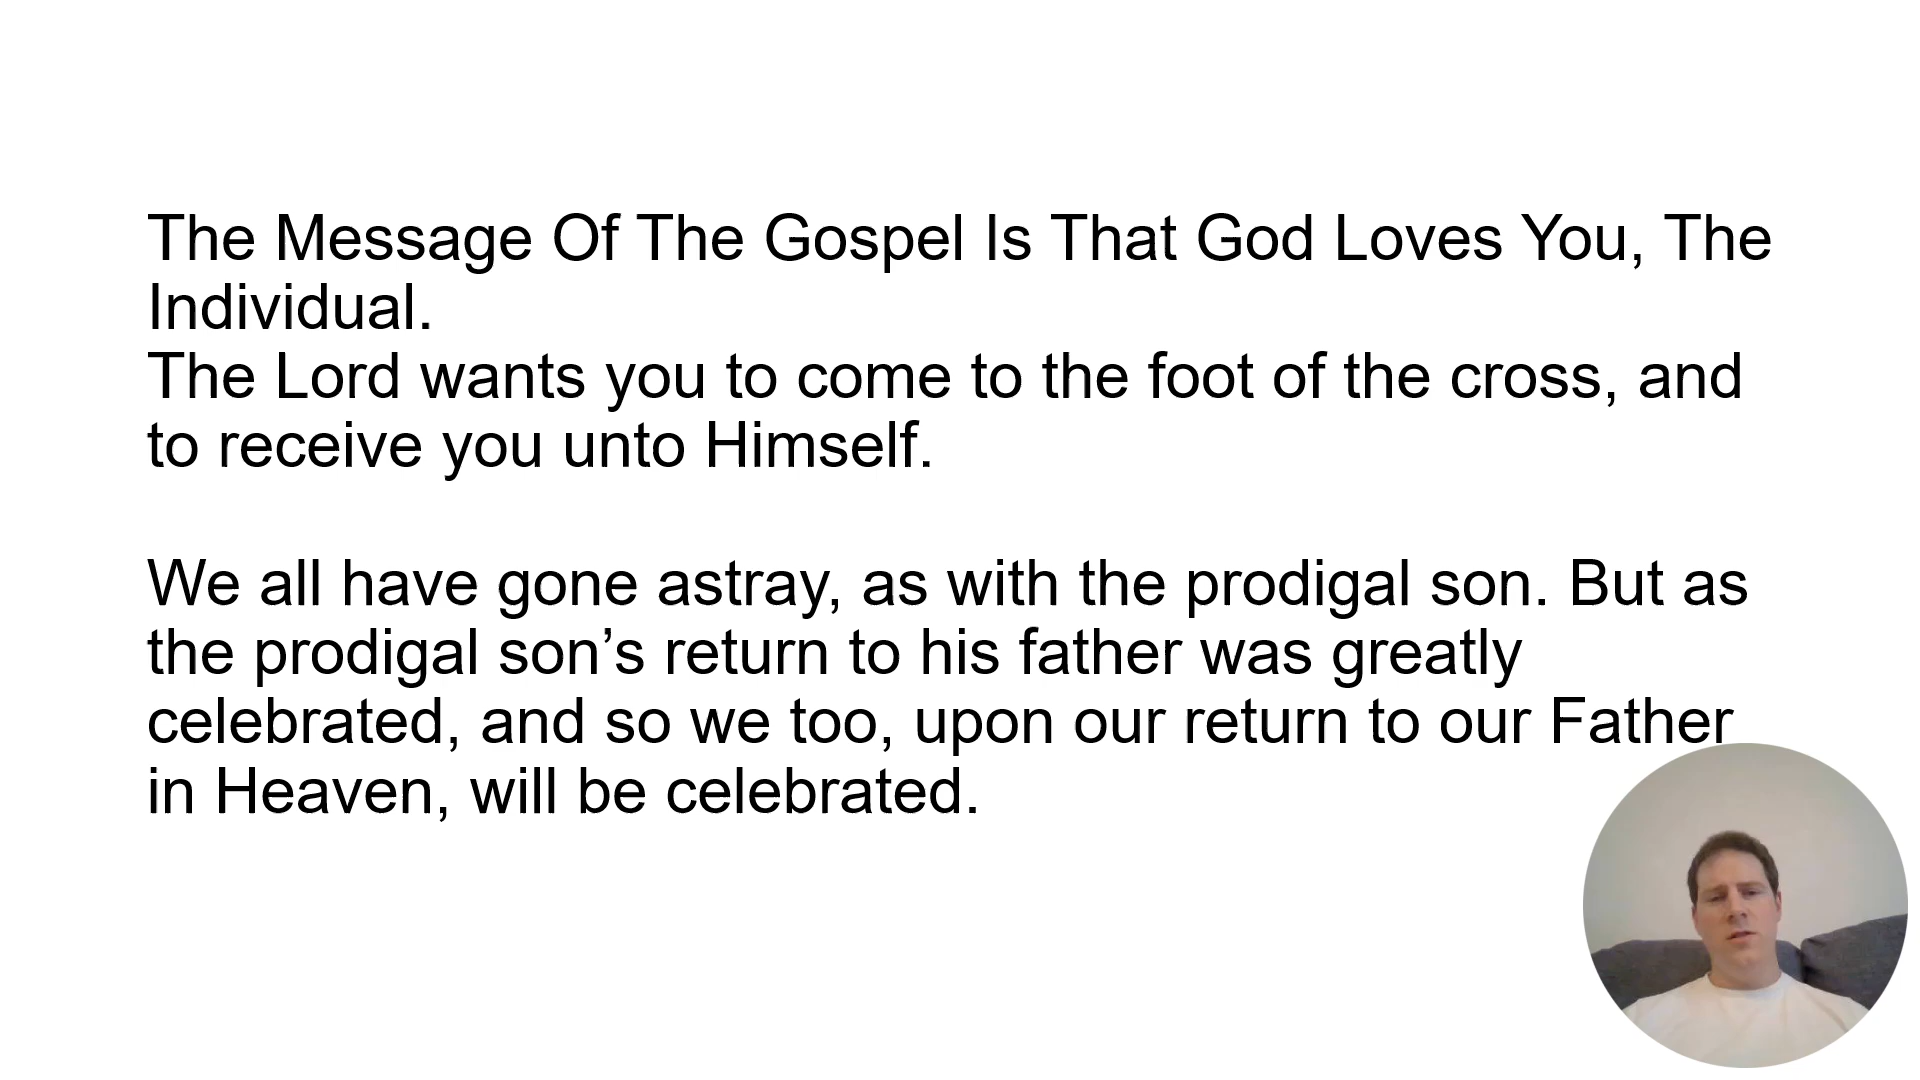 The Message Of The Gospel Is That God Loves You, The
Individual.
The Lord wants you to come to the foot of the cross, and
to receive you unto Himself.
We all have gone astray, as with the prodigal son. But as
the prodigal son’s return to his father was greatly
celebrated, and so we too, upon our return to our Father
in Heaven, will be celebrated.